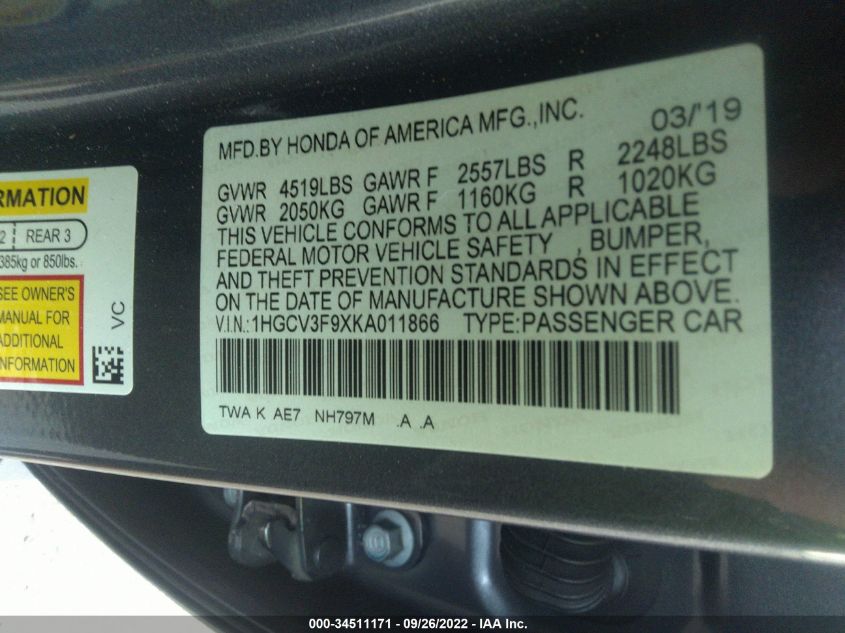 RMATION
2 REAR 3
385kg or 850lbs.
SEE OWNER'S
MANUAL FOR
ADDITIONAL
INFORMATION
VC
MFD.BY HONDA OF AMERICA MFG.,INC. 03/'19
GVWR 4519LBS GAWR F 2557LBS R 2248LBS
GVWR 2050KG GAWR F 1160KG R 1020KG
THIS VEHICLE CONFORMS TO ALL APPLICABLE
FEDERAL MOTOR VEHICLE SAFETY , BUMPER,
AND THEFT PREVENTION STANDARDS IN EFFECT
ON THE DATE OF MANUFACTURE SHOWN ABOVE.
V.I.N.:1HGCV3F9XKA011866 TYPE:PASSENGER CAR
TWA K AE7 NH797M .A .A
000-34511171 - 09/26/2022 - IAA Inc.